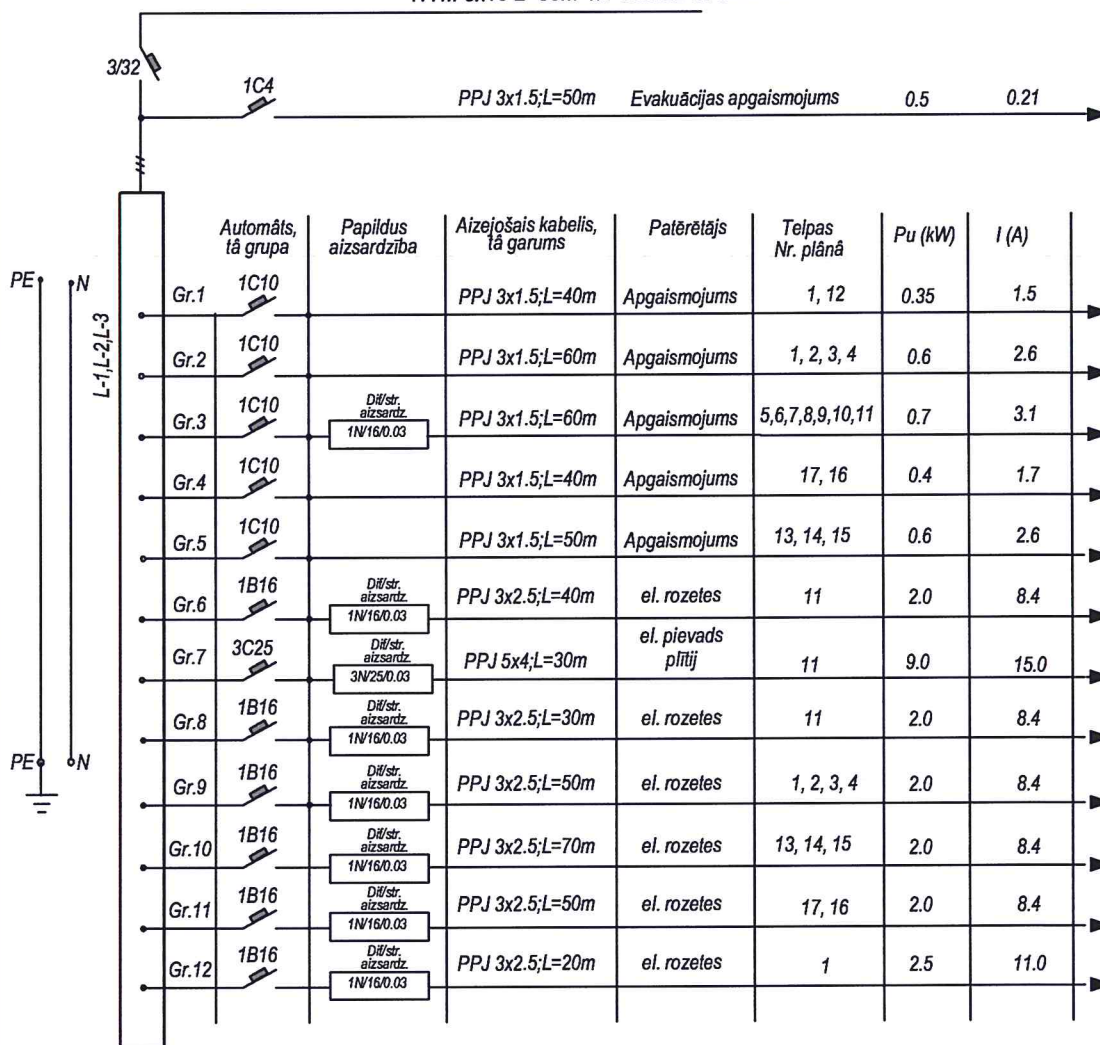 3/32
1C4
PPJ 3x1.5;L=50m Evakuācijas apgaismojums 0.5 0.21
Automāts, tā grupa
Papildus aizsardzība
Aizejošais kabelis, tā garums
Patērētājs
Telpas Nr. plānā
Pu (kW)
I (A)
PE N
L-1,L-2,L-3
Gr.1 1C10 PPJ 3x1.5;L=40m Apgaismojums 1, 12 0.35 1.5
Gr.2 1C10 PPJ 3x1.5;L=60m Apgaismojums 1, 2, 3, 4 0.6 2.6
Gr.3 1C10 Dif/str. aizsardz. 1N/16/0.03 PPJ 3x1.5;L=60m Apgaismojums 5,6,7,8,9,10,11 0.7 3.1
Gr.4 1C10 PPJ 3x1.5;L=40m Apgaismojums 17, 16 0.4 1.7
Gr.5 1C10 PPJ 3x1.5;L=50m Apgaismojums 13, 14, 15 0.6 2.6
Gr.6 1B16 Dif/str. aizsardz. 1N/16/0.03 PPJ 3x2.5;L=40m el. rozetes 11 2.0 8.4
Gr.7 3C25 Dif/str. aizsardz. 3N/25/0.03 PPJ 5x4;L=30m el. pievads plītij 11 9.0 15.0
Gr.8 1B16 Dif/str. aizsardz. 1N/16/0.03 PPJ 3x2.5;L=30m el. rozetes 11 2.0 8.4
PE N
Gr.9 1B16 Dif/str. aizsardz. 1N/16/0.03 PPJ 3x2.5;L=50m el. rozetes 1, 2, 3, 4 2.0 8.4
Gr.10 1B16 Dif/str. aizsardz. 1N/16/0.03 PPJ 3x2.5;L=70m el. rozetes 13, 14, 15 2.0 8.4
Gr.11 1B16 Dif/str. aizsardz. 1N/16/0.03 PPJ 3x2.5;L=50m el. rozetes 17, 16 2.0 8.4
Gr.12 1B16 Dif/str. aizsardz. 1N/16/0.03 PPJ 3x2.5;L=20m el. rozetes 1 2.5 11.0